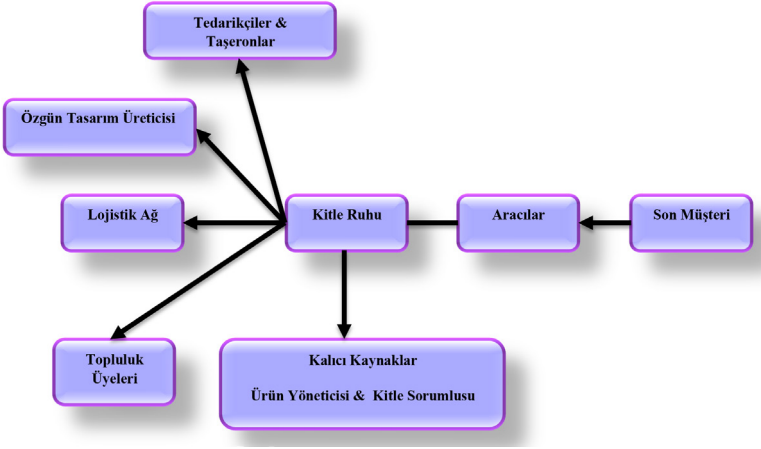 Tedarikçiler &
Taşeronlar
Özgün Tasarım Üreticisi
Lojistik Ağ
Kitle Ruhu
Aracılar
Son Müşteri
Topluluk
Üyeleri
Kalıcı Kaynaklar
Ürün Yöneticisi & Kitle Sorumlusu